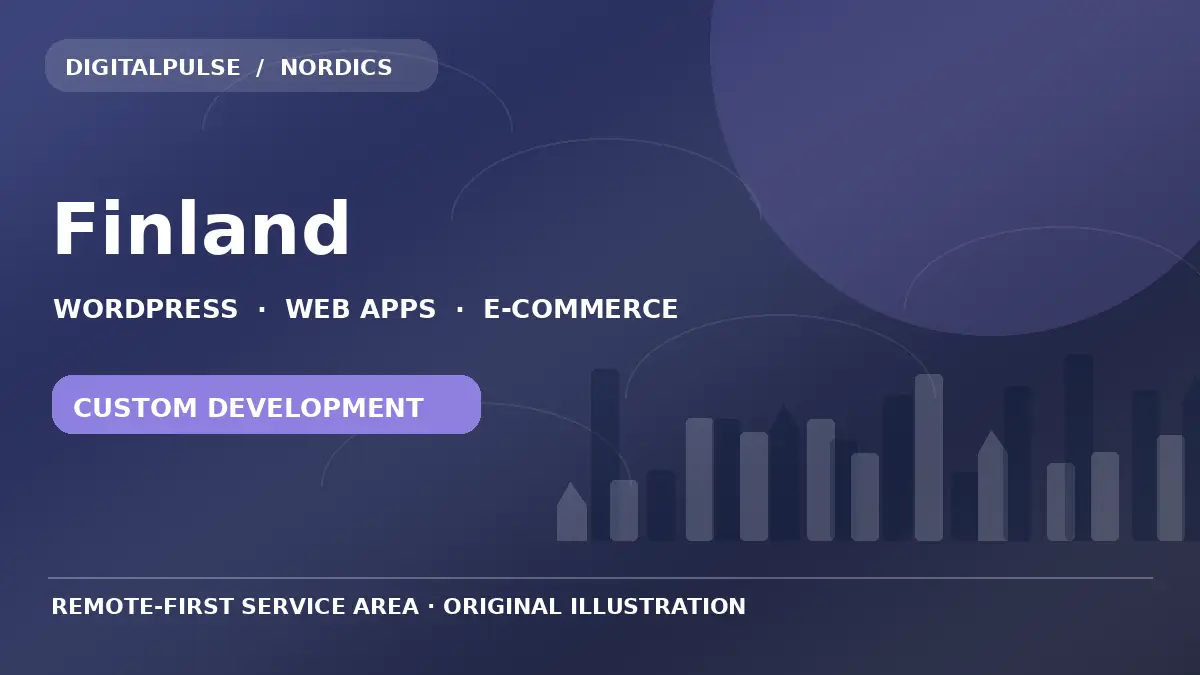 DIGITALPULSE / NORDICS
Finland
WORDPRESS · WEB APPS · E-COMMERCE
CUSTOM DEVELOPMENT
REMOTE-FIRST SERVICE AREA · ORIGINAL ILLUSTRATION